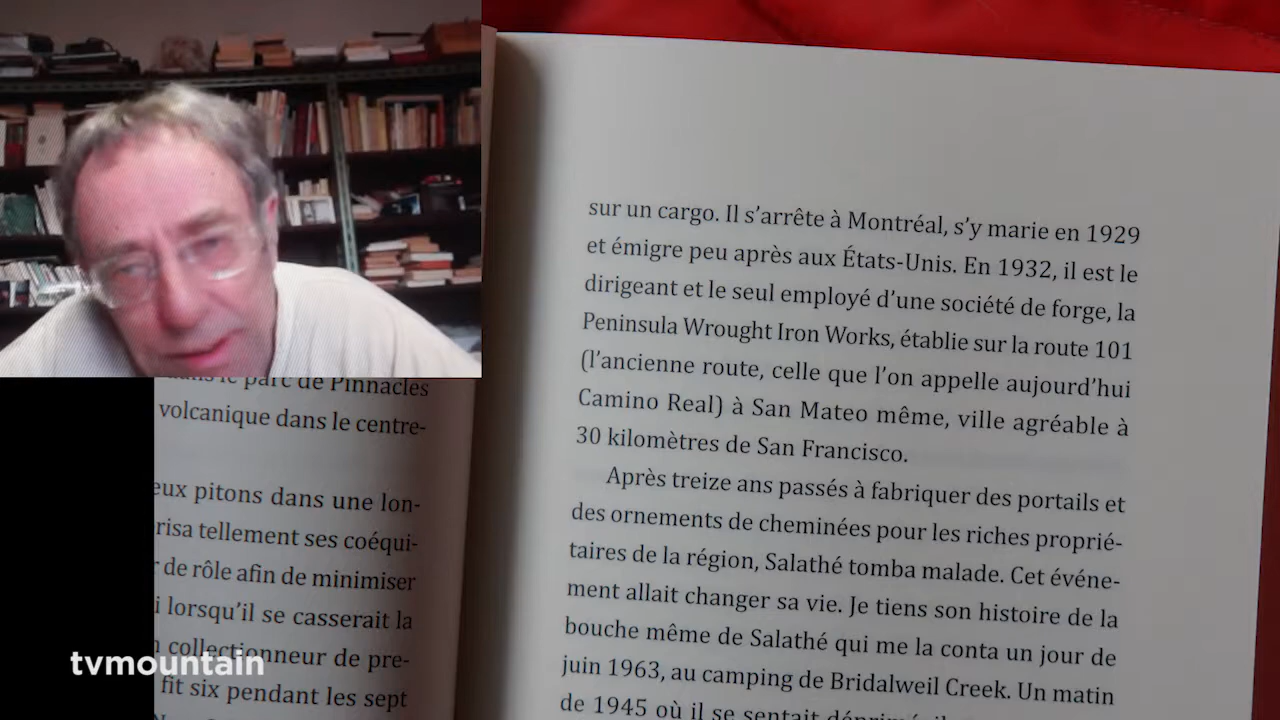 dans le parc de Pinnacles
volcanique dans le centre-
eux pitons dans une lon-
risa tellement ses coéqui-
r de rôle afin de minimiser
i lorsqu'il se casserait la
collectionneur de pre-
fit six pendant les sept
sur un cargo. Il s'arrête à Montréal, s'y marie en 1929
et émigre peu après aux États-Unis. En 1932, il est le
dirigeant et le seul employé d'une société de forge, la
Peninsula Wrought Iron Works, établie sur la route 101
(l'ancienne route, celle que l'on appelle aujourd'hui
Camino Real) à San Mateo même, ville agréable à
30 kilomètres de San Francisco.
Après treize ans passés à fabriquer des portails et
des ornements de cheminées pour les riches proprié-
taires de la région, Salathé tomba malade. Cet événe-
ment allait changer sa vie. Je tiens son histoire de la
bouche même de Salathé qui me la conta un jour de
juin 1963, au camping de Bridalweil Creek. Un matin
de 1945 où il se sentait déprimé, il
tvmountain